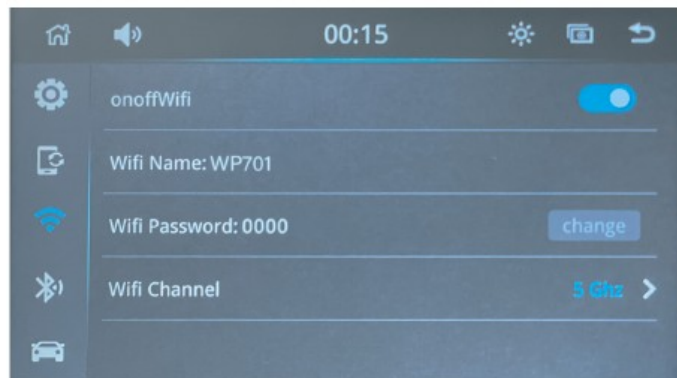 00:15
onoffWifi
Wifi Name: WP701
Wifi Password: 0000
change
Wifi Channel
5 Ghz